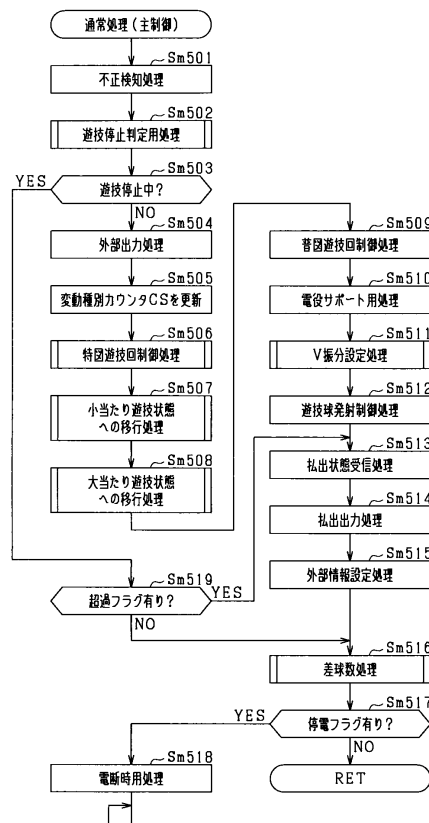 通常処理(主制御)
Sm501
不正検知処理
Sm502
遊技停止判定用処理
Sm503
YES
遊技停止中?
NO
Sm504
外部出力処理
Sm505
変動種別カウンタCSを更新
Sm506
特図遊技回制御処理
Sm507
小当たり遊技状態
への移行処理
Sm508
大当たり遊技状態
への移行処理
Sm519
超過フラグ有り?
YES
NO
Sm509
普図遊技回制御処理
Sm510
電役サポート用処理
Sm511
V振分設定処理
Sm512
遊技球発射制御処理
Sm513
払出状態受信処理
Sm514
払出出力処理
Sm515
外部情報設定処理
Sm516
差球数処理
Sm517
YES
停電フラグ有り?
NO
Sm518
電断時用処理
RET